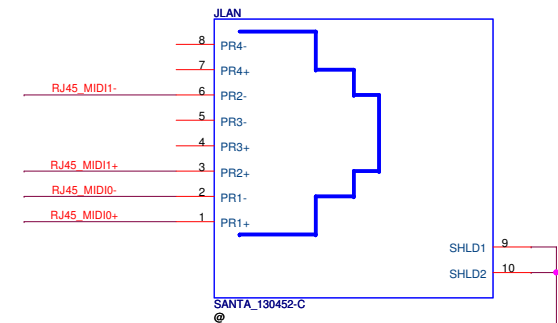 JLAN
8 PR4-
7 PR4+
RJ45_MIDI1- 6 PR2-
5 PR3-
4 PR3+
RJ45_MIDI1+ 3 PR2+
RJ45_MIDI0- 2 PR1-
RJ45_MIDI0+ 1 PR1+
SHLD1 9
SHLD2 10
SANTA_130452-C
@